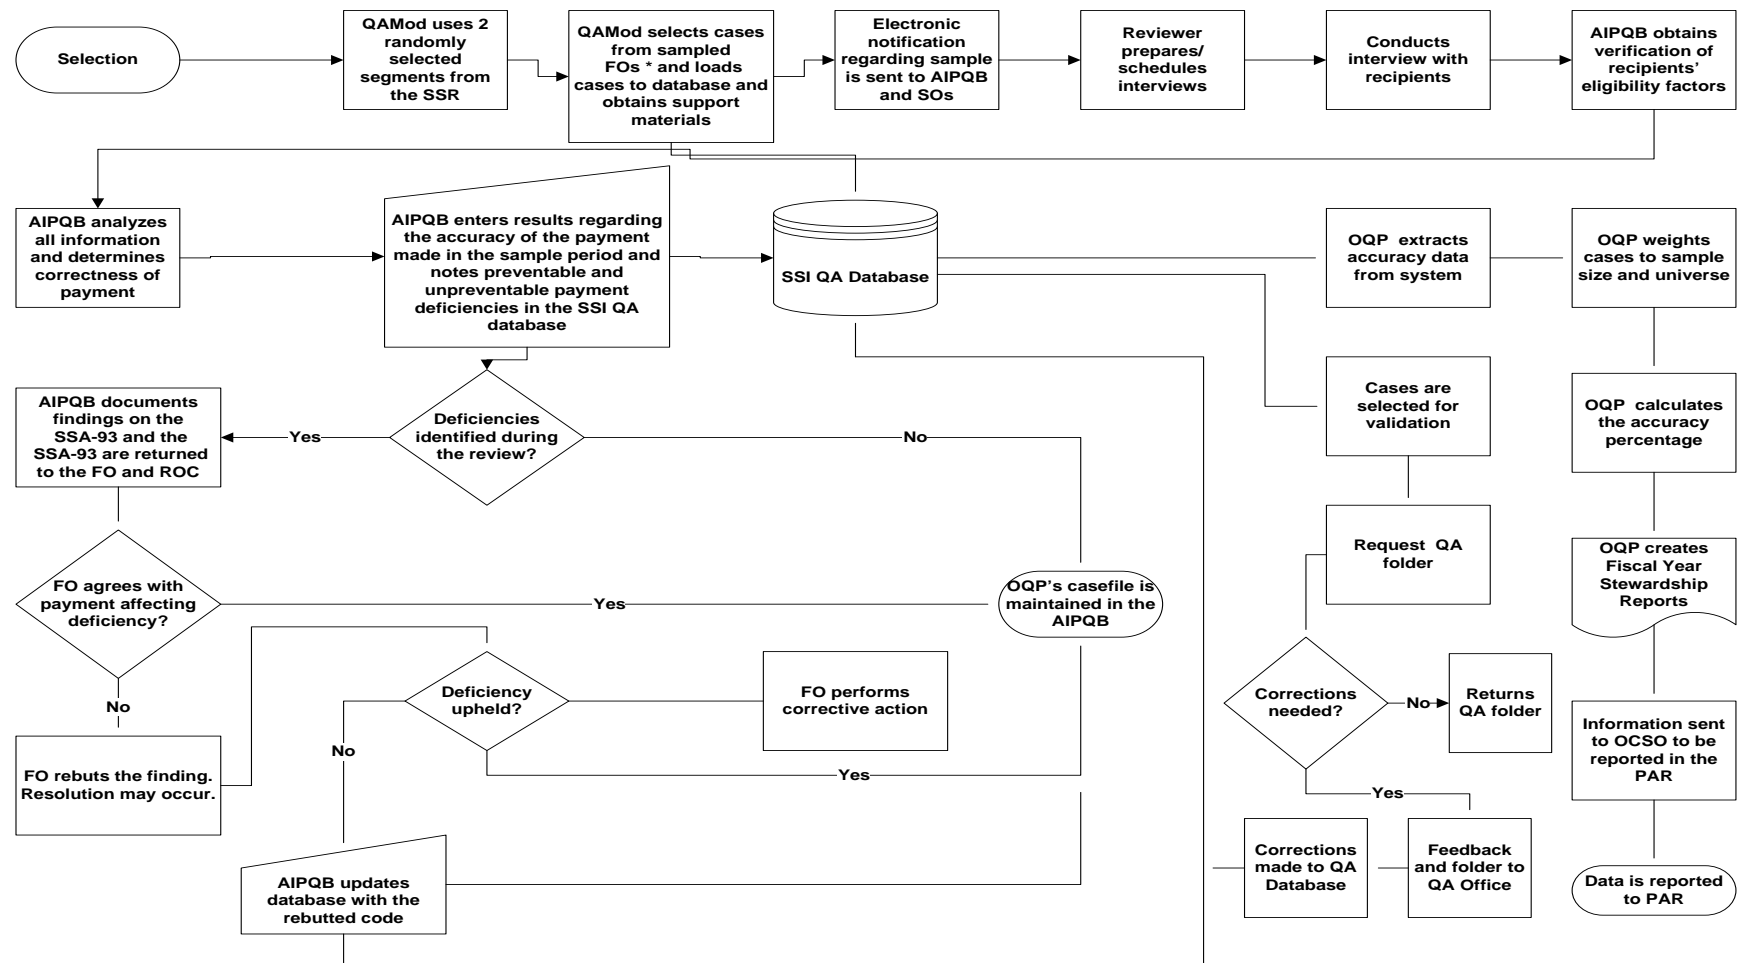 Selection
QAMod uses 2
randomly
selected
segments from
the SSR
QAMod selects cases
from sampled
FOs * and loads
cases to database and
obtains support
materials
Electronic
notification
regarding sample
is sent to AIPQB
and SOs
Reviewer
prepares/
schedules
interviews
Conducts
interview with
recipients
AIPQB obtains
verification of
recipients'
eligibility factors
AIPQB analyzes
all information
and determines
correctness of
payment
AIPQB enters results regarding
the accuracy of the payment
made in the sample period and
notes preventable and
unpreventable payment
deficiencies in the SSI QA
database
SSI QA Database
OQP extracts
accuracy data
from system
OQP weights
cases to sample
size and universe
AIPQB documents
findings on the
SSA-93 and the
SSA-93 are returned
to the FO and ROC
Yes
Deficiencies
identified during
the review?
No
Cases are
selected for
validation
OQP calculates
the accuracy
percentage
Request QA
folder
OQP creates
Fiscal Year
Stewardship
Reports
FO agrees with
payment affecting
deficiency?
Yes
OQP's casefile is
maintained in the
AIPQB
No
Deficiency
upheld?
FO performs
corrective action
Corrections
needed?
No
Returns
QA folder
Information sent
to OCSO to be
reported in the
PAR
FO rebuts the finding.
Resolution may occur.
No
Yes
Yes
Corrections
made to QA
Database
Feedback
and folder to
QA Office
Data is reported
to PAR
AIPQB updates
database with the
rebutted code